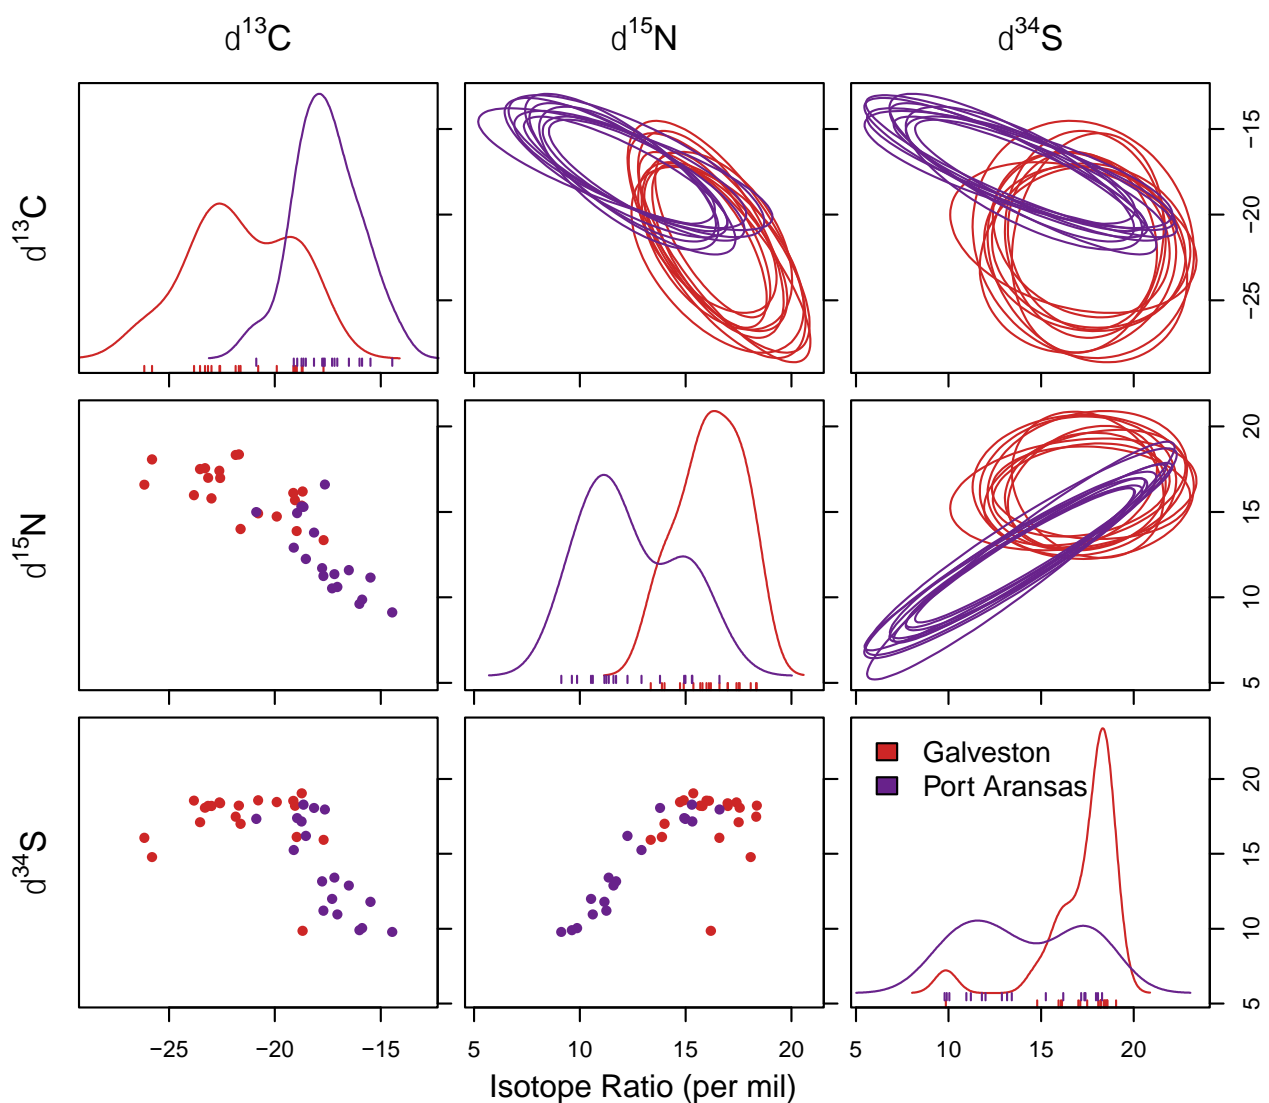 d¹³C d¹⁵N d³⁴S
d¹³C
−15
−20
−25
d¹⁵N
20
15
10
5
d³⁴S
Galveston
Port Aransas
20
15
10
5
−25 −20 −15 5 10 15 20 5 10 15 20
Isotope Ratio (per mil)